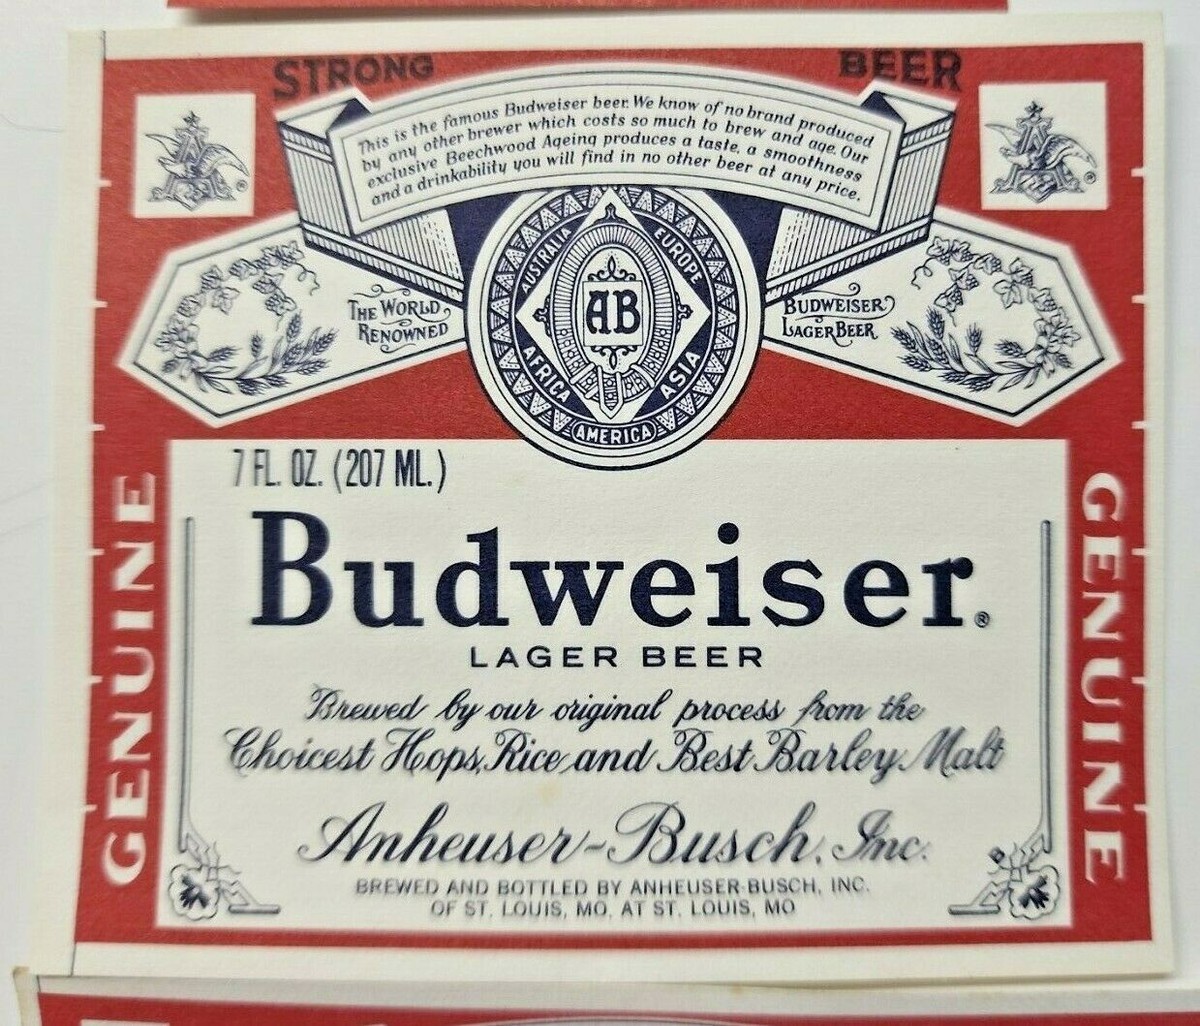 STRONG BEER
This is the famous Budweiser beer. We know of no brand produced
by any other brewer which costs so much to brew and age. Our
exclusive Beechwood Ageing produces a taste, a smoothness
and a drinkability you will find in no other beer at any price.
®
®
AUSTRALIA
EUROPE
THE WORLD
RENOWNED
AB
BUDWEISER
LAGER BEER
AFRICA
ASIA
AMERICA
7 FL. OZ. (207 ML.)
GENUINE
GENUINE
Budweiser®
LAGER BEER
Brewed by our original process from the
Choicest Hops, Rice and Best Barley Malt
Anheuser-Busch, Inc.
BREWED AND BOTTLED BY ANHEUSER-BUSCH, INC.
OF ST. LOUIS, MO. AT ST. LOUIS, MO